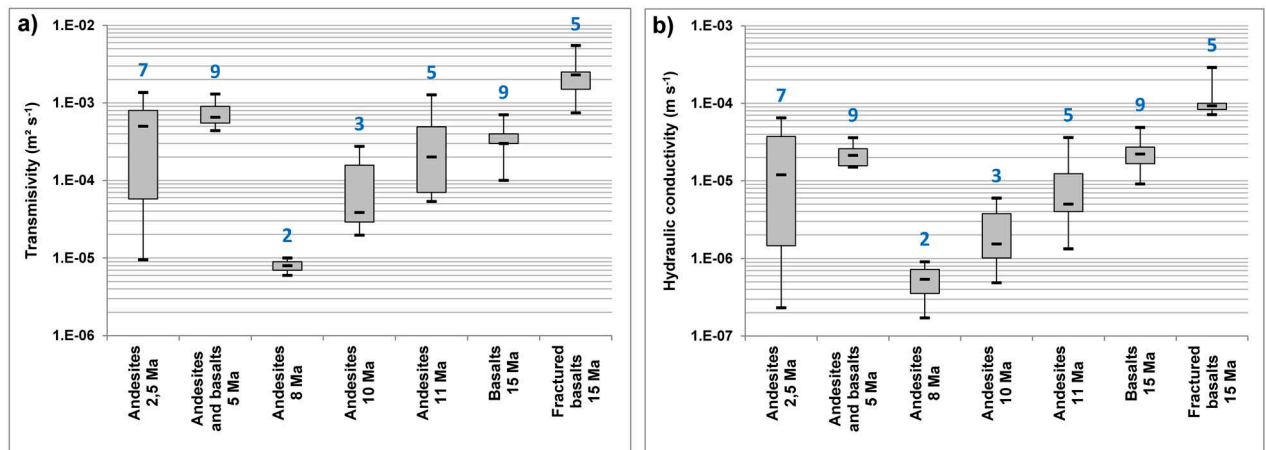 a)
Transmisivity (m² s⁻¹)
1.E-02
1.E-03
1.E-04
1.E-05
1.E-06
7
9
2
3
5
9
5
Andesites
2,5 Ma
Andesites
and basalts
5 Ma
Andesites
8 Ma
Andesites
10 Ma
Andesites
11 Ma
Basalts
15 Ma
Fractured
basalts
15 Ma
b)
Hydraulic conductivity (m s⁻¹)
1.E-03
1.E-04
1.E-05
1.E-06
1.E-07
7
9
2
3
5
9
5
Andesites
2,5 Ma
Andesites
and basalts
5 Ma
Andesites
8 Ma
Andesites
10 Ma
Andesites
11 Ma
Basalts
15 Ma
Fractured
basalts
15 Ma